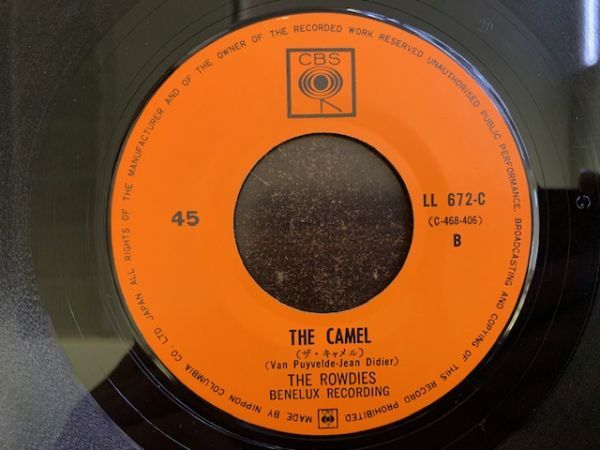 ALL RIGHTS OF THE MANUFACTURER AND OF THE OWNER OF THE RECORDED WORK RESERVED UNAUTHORISED PUBLIC PERFORMANCE, BROADCASTING AND COPYING OF THIS RECORD PROHIBITED.
CBS
45
LL 672-C
(C-468-406)
B
THE CAMEL
(ザ・キャメル)
(Van Puyvelde-Jean Didier)
THE ROWDIES
BENELUX RECORDING
MADE BY NIPPON COLUMBIA CO. LTD. JAPAN